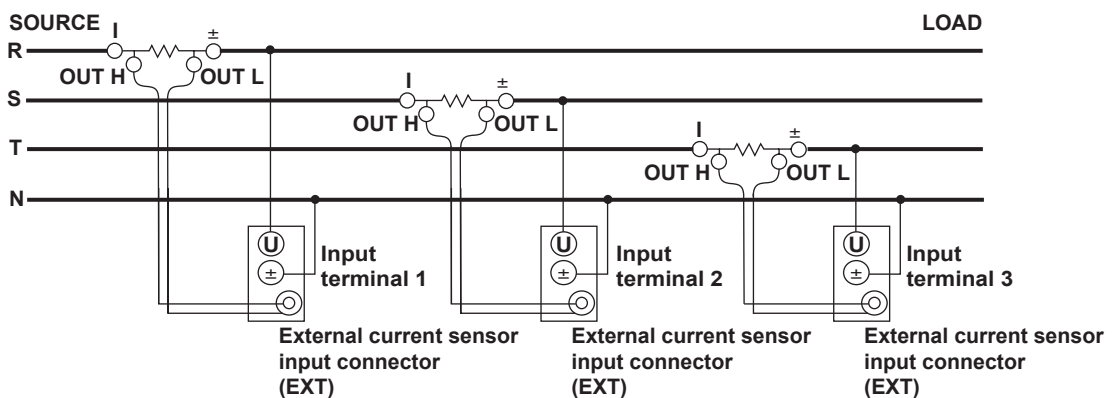 SOURCE
LOAD
I
±
R
OUT H
OUT L
I
±
S
OUT H
OUT L
I
±
T
OUT H
OUT L
N
U
±
Input
terminal 1
External current sensor
input connector
(EXT)
U
±
Input
terminal 2
External current sensor
input connector
(EXT)
U
±
Input
terminal 3
External current sensor
input connector
(EXT)